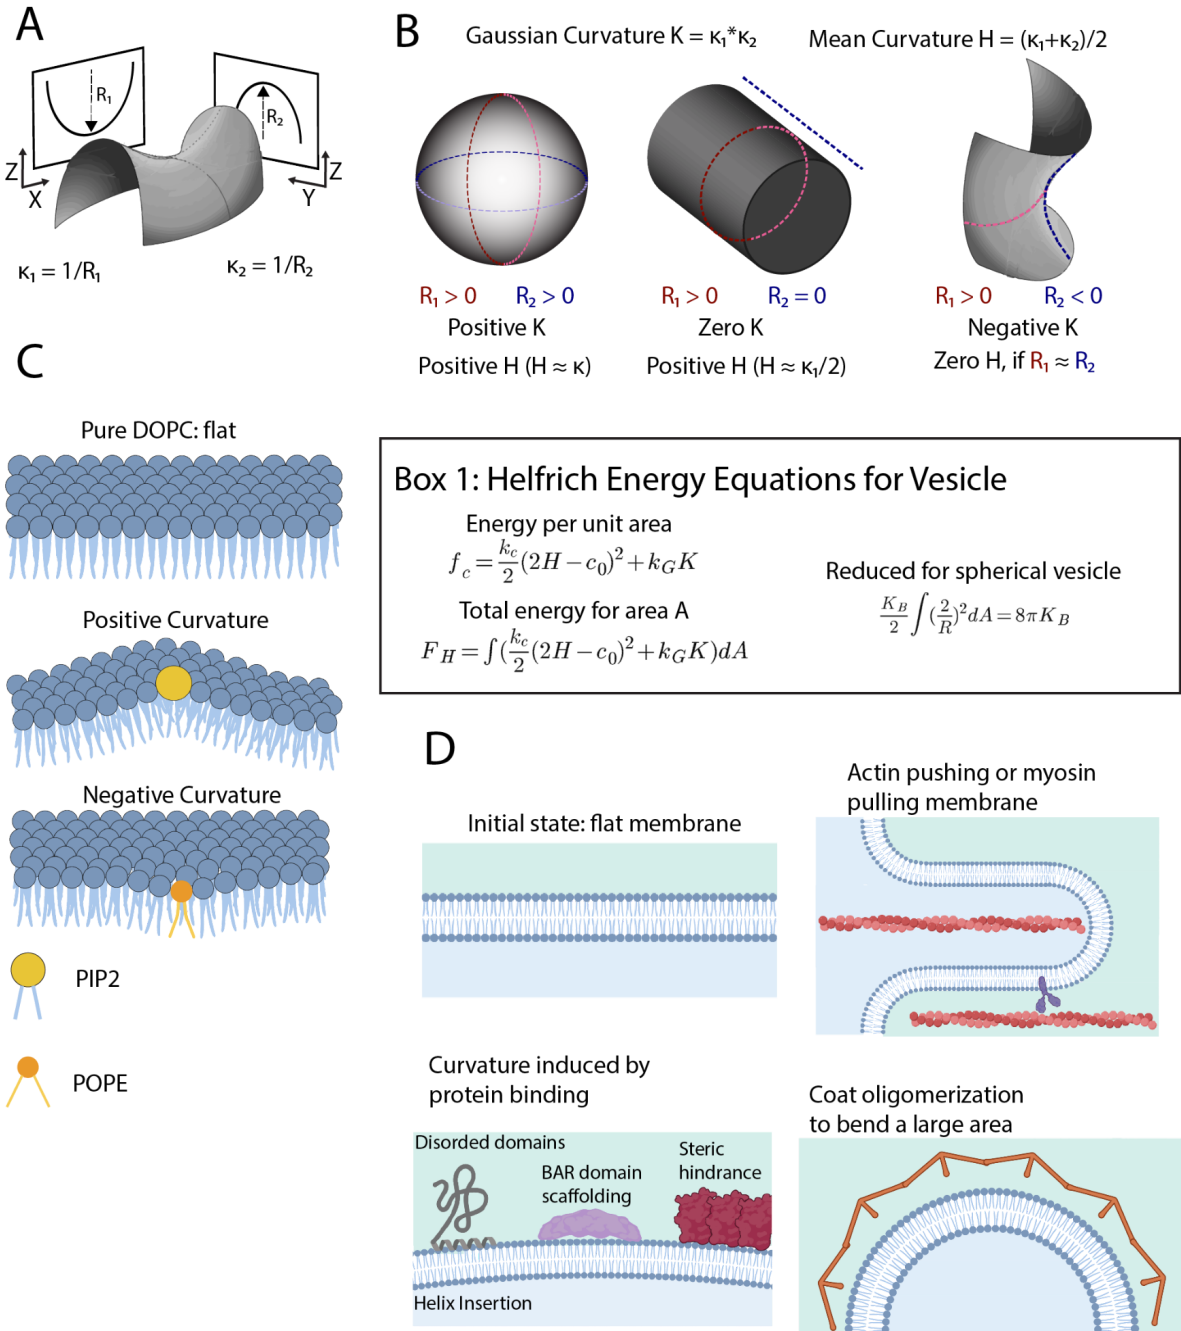 A
R₁
R₂
Z
X
Z
Y
κ₁ = 1/R₁
κ₂ = 1/R₂
B
Gaussian Curvature K = κ₁*κ₂
Mean Curvature H = (κ₁+κ₂)/2
R₁ > 0 R₂ > 0
Positive K
Positive H (H ≈ κ)
R₁ > 0 R₂ = 0
Zero K
Positive H (H ≈ κ₁/2)
R₁ > 0 R₂ < 0
Negative K
Zero H, if R₁ ≈ R₂
C
Pure DOPC: flat
Positive Curvature
Negative Curvature
PIP2
POPE
Box 1: Helfrich Energy Equations for Vesicle
Energy per unit area
f_c = k_c/2 (2H − c₀)² + k_G K
Total energy for area A
F_H = ∫(k_c/2 (2H − c₀)² + k_G K)dA
Reduced for spherical vesicle
K_B/2 ∫(2/R)² dA = 8πK_B
D
Initial state: flat membrane
Actin pushing or myosin
pulling membrane
Curvature induced by
protein binding
Disorded domains
BAR domain
scaffolding
Steric
hindrance
Helix Insertion
Coat oligomerization
to bend a large area